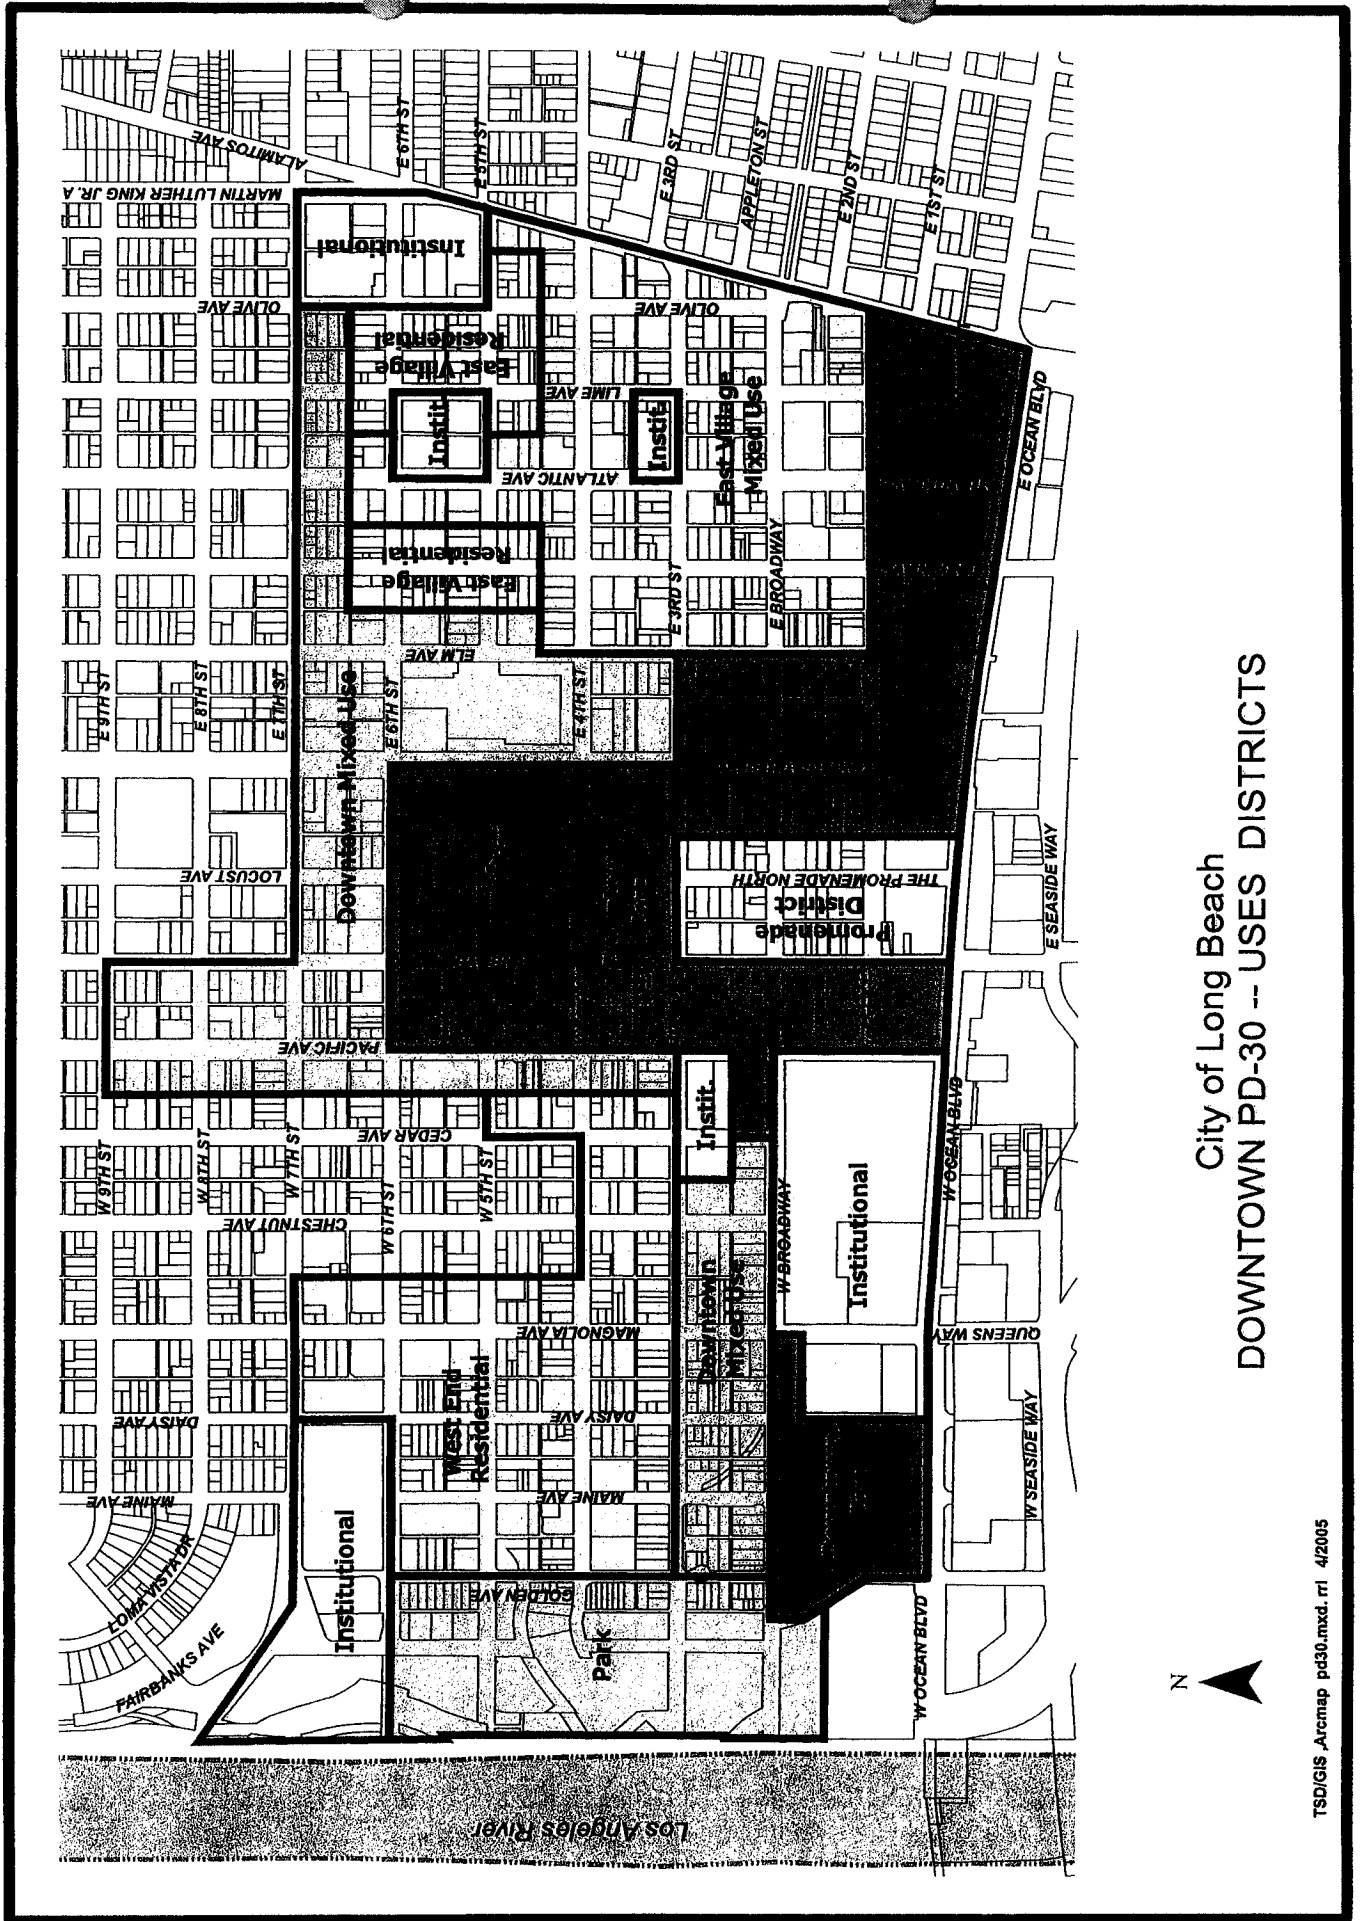 City of Long Beach
DOWNTOWN PD-30 -- USES DISTRICTS
N
TSD/GIS Arcmap pd30.mxd. rrl 4/2005
Los Angeles River
LOMA VISTA DR
FAIRBANKS AVE
MAINE AVE
DAISY AVE
W 9TH ST
W 8TH ST
W 7TH ST
CHESTNUT AVE
CEDAR AVE
W 6TH ST
W 5TH ST
PACIFIC AVE
LOCUST AVE
E 9TH ST
E 8TH ST
E 7TH ST
E 6TH ST
ELM AVE
E 4TH ST
OLIVE AVE
MARTIN LUTHER KING JR. A
ALAMITOS AVE
E 6TH ST
E 5TH ST
E 3RD ST
APPLETON ST
E 2ND ST
E 1ST ST
Institutional
Institutional
Park
GOLDEN AVE
West End
Residential
MAINE AVE
DAISY AVE
MAGNOLIA AVE
Downtown
Mixed Use
Instit.
W BROADWAY
Institutional
W OCEAN BLVD
W OCEAN BLVD
QUEENS WAY
W SEASIDE WAY
Downtown Mixed Use
Promenade
District
THE PROMENADE NORTH
E SEASIDE WAY
East Village
Residential
East Village
Residential
Instit.
Instit.
Institutional
ATLANTIC AVE
LIME AVE
OLIVE AVE
East Village
Mixed Use
E 3RD ST
E BROADWAY
E OCEAN BLVD